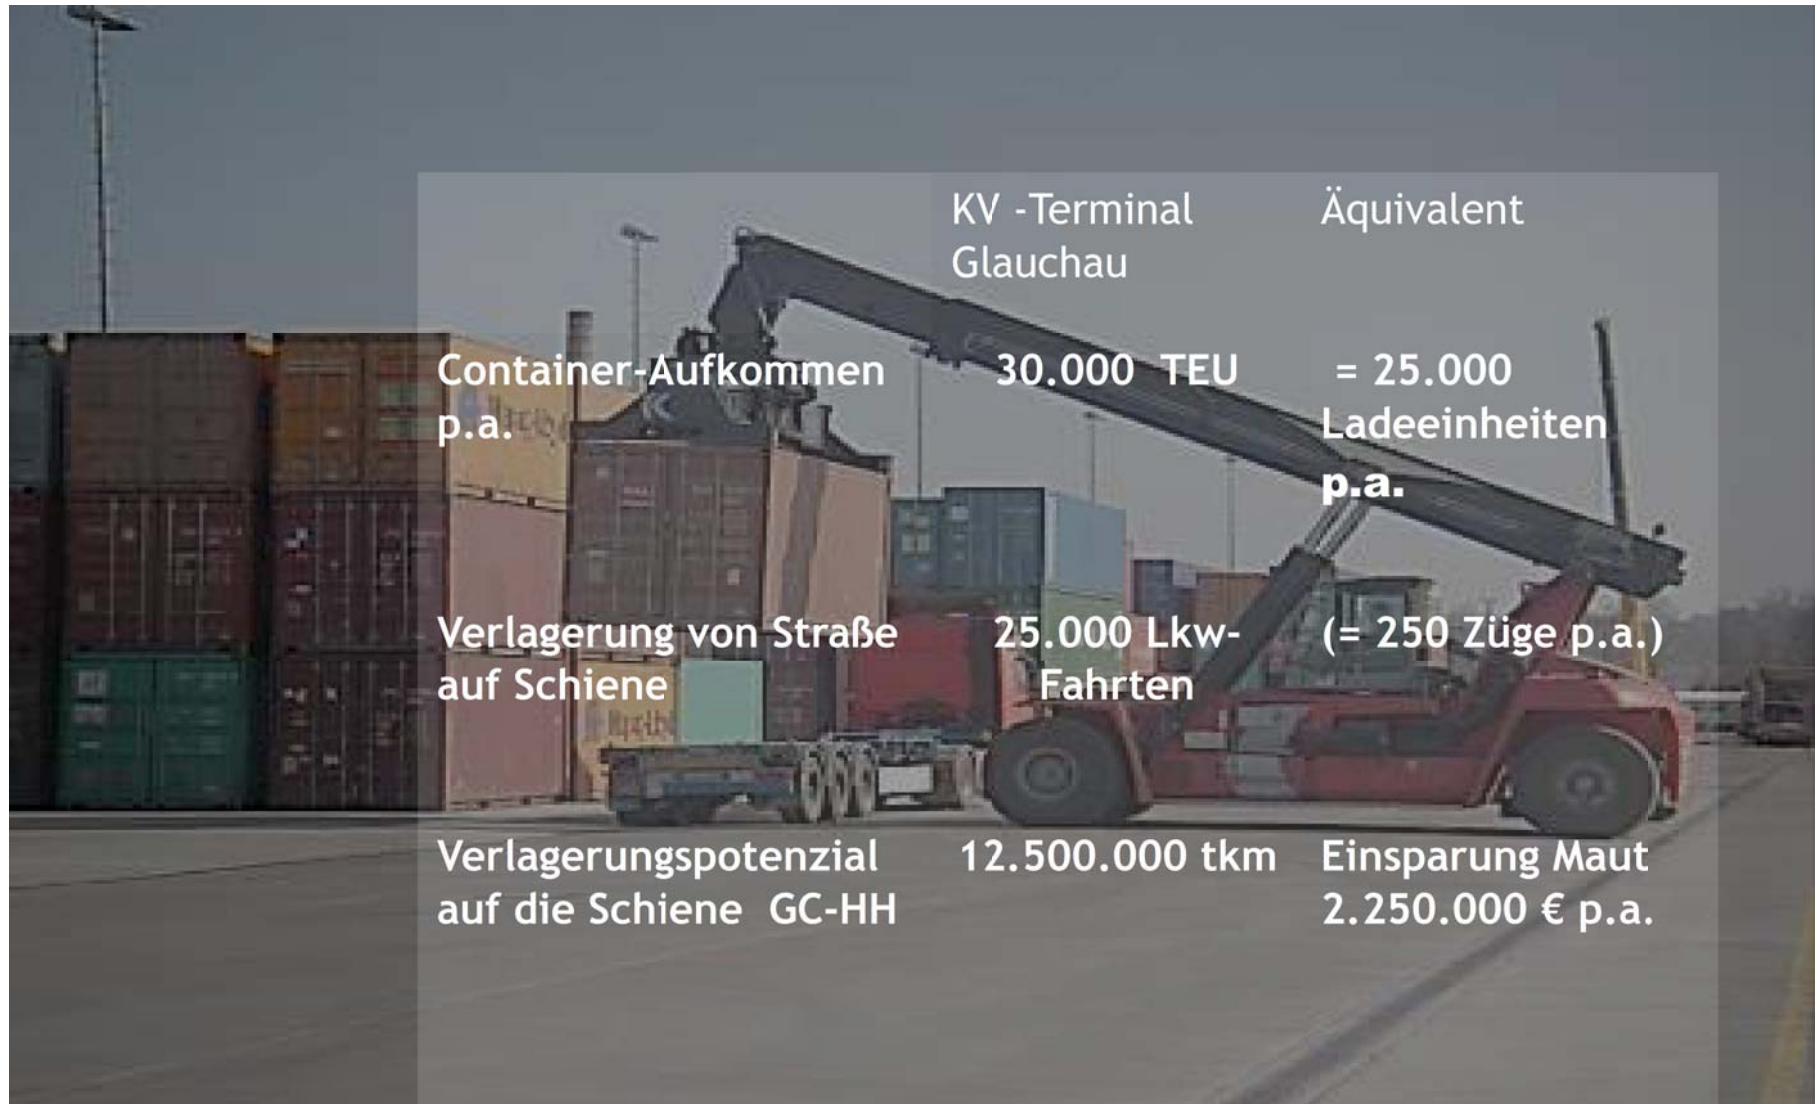 KV -Terminal
Glauchau
Äquivalent
Container-Aufkommen
p.a.
30.000 TEU
= 25.000
Ladeeinheiten
p.a.
Verlagerung von Straße
auf Schiene
25.000 Lkw-
Fahrten
(= 250 Züge p.a.)
Verlagerungspotenzial
auf die Schiene GC-HH
12.500.000 tkm
Einsparung Maut
2.250.000 € p.a.